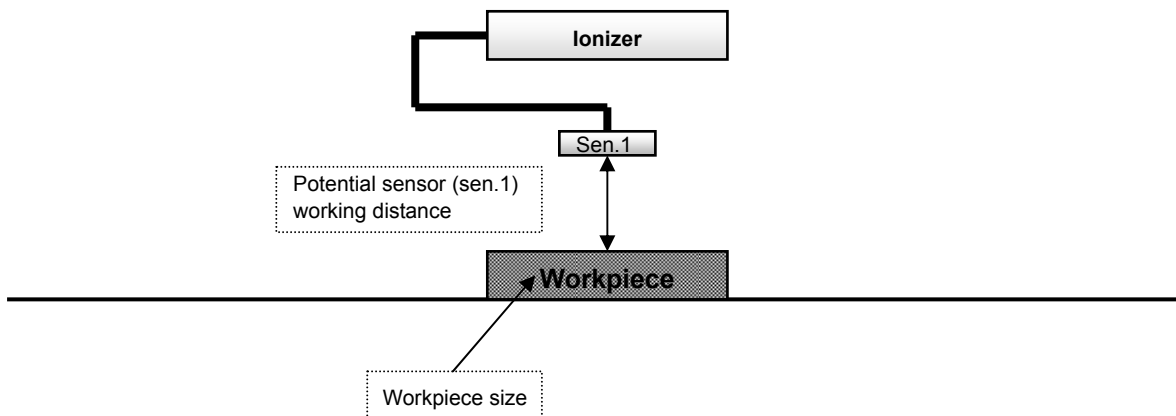 Ionizer
Sen.1
Potential sensor (sen.1)
working distance
Workpiece
Workpiece size